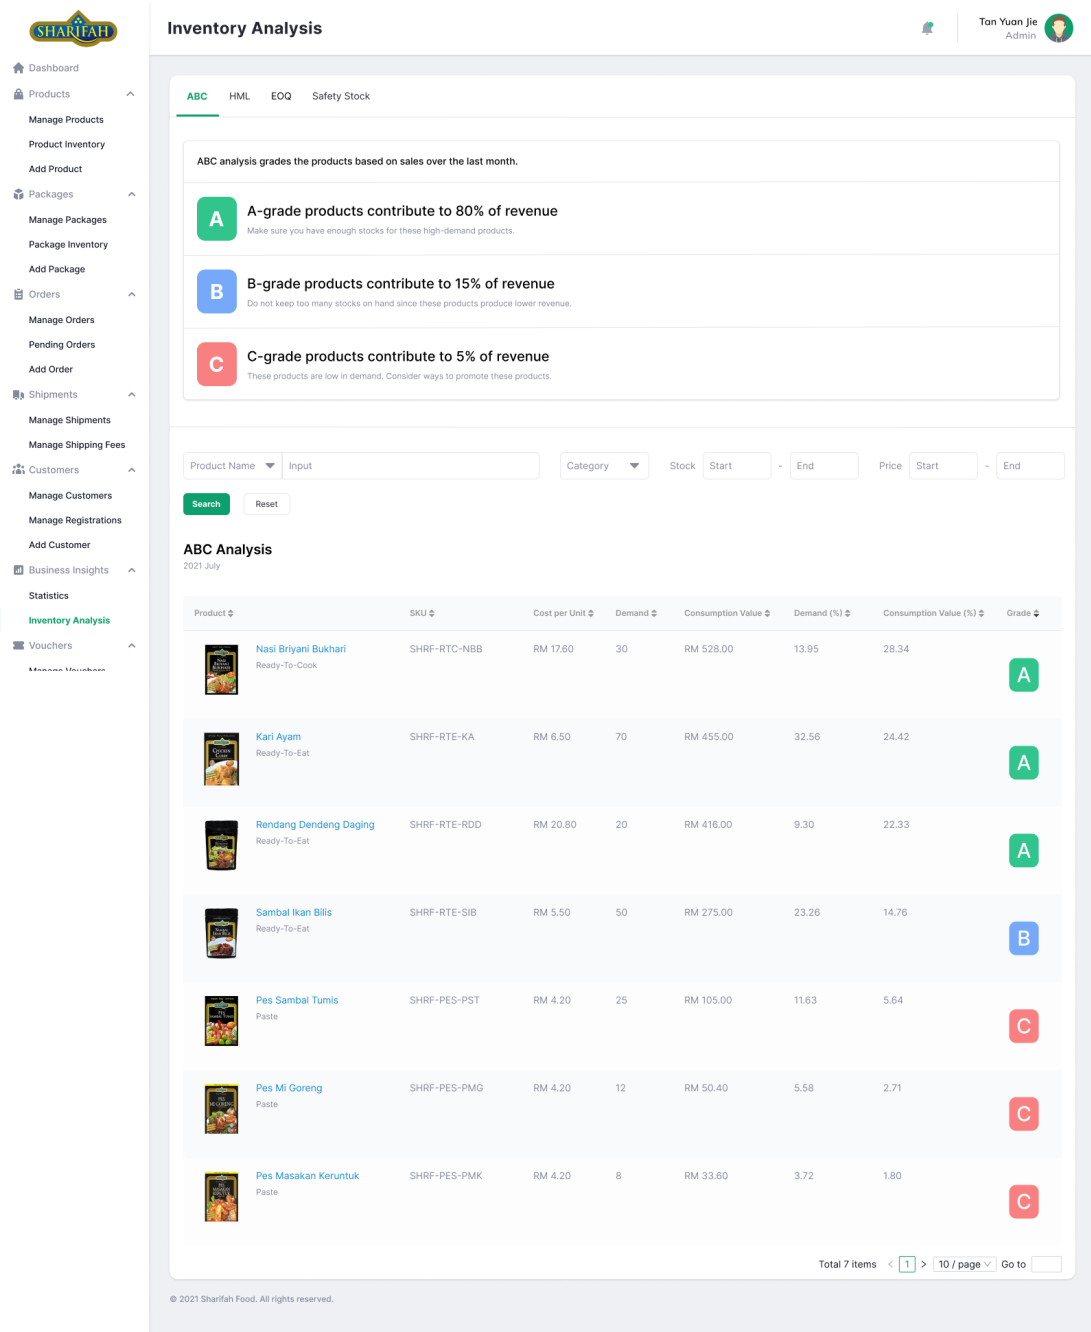 SHARIFAH
Inventory Analysis
Tan Yuan Jie
Admin
Dashboard
Products
Manage Products
Product Inventory
Add Product
Packages
Manage Packages
Package Inventory
Add Package
Orders
Manage Orders
Pending Orders
Add Order
Shipments
Manage Shipments
Manage Shipping Fees
Customers
Manage Customers
Manage Registrations
Add Customer
Business Insights
Statistics
Inventory Analysis
Vouchers
Manage Vouchers
ABC HML EOQ Safety Stock
ABC analysis grades the products based on sales over the last month.
A
A-grade products contribute to 80% of revenue
Make sure you have enough stocks for these high-demand products.
B
B-grade products contribute to 15% of revenue
Do not keep too many stocks on hand since these products produce lower revenue.
C
C-grade products contribute to 5% of revenue
These products are low in demand. Consider ways to promote these products.
Product Name Input Category Stock Start - End Price Start - End
Search Reset
ABC Analysis
2021 July
Product SKU Cost per Unit Demand Consumption Value Demand (%) Consumption Value (%) Grade
Nasi Briyani Bukhari SHRF-RTC-NBB RM 17.60 30 RM 528.00 13.95 28.34
Ready-To-Cook
A
Kari Ayam SHRF-RTE-KA RM 6.50 70 RM 455.00 32.56 24.42
Ready-To-Eat
A
Rendang Dendeng Daging SHRF-RTE-RDD RM 20.80 20 RM 416.00 9.30 22.33
Ready-To-Eat
A
Sambal Ikan Bilis SHRF-RTE-SIB RM 5.50 50 RM 275.00 23.26 14.76
Ready-To-Eat
B
Pes Sambal Tumis SHRF-PES-PST RM 4.20 25 RM 105.00 11.63 5.64
Paste
C
Pes Mi Goreng SHRF-PES-PMG RM 4.20 12 RM 50.40 5.58 2.71
Paste
C
Pes Masakan Keruntuk SHRF-PES-PMK RM 4.20 8 RM 33.60 3.72 1.80
Paste
C
Total 7 items < 1 > 10 / page Go to
© 2021 Sharifah Food. All rights reserved.